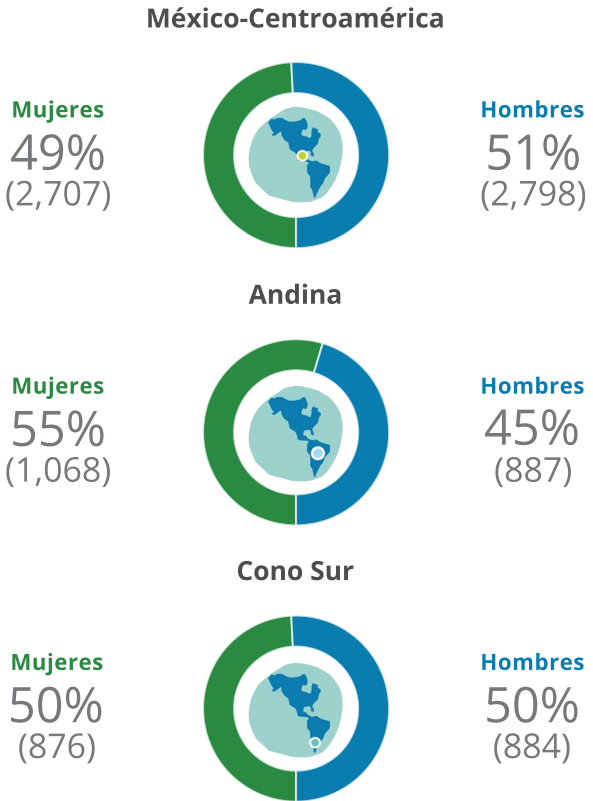 México-Centroamérica
Mujeres
49%
(2,707)
Hombres
51%
(2,798)
Andina
Mujeres
55%
(1,068)
Hombres
45%
(887)
Cono Sur
Mujeres
50%
(876)
Hombres
50%
(884)